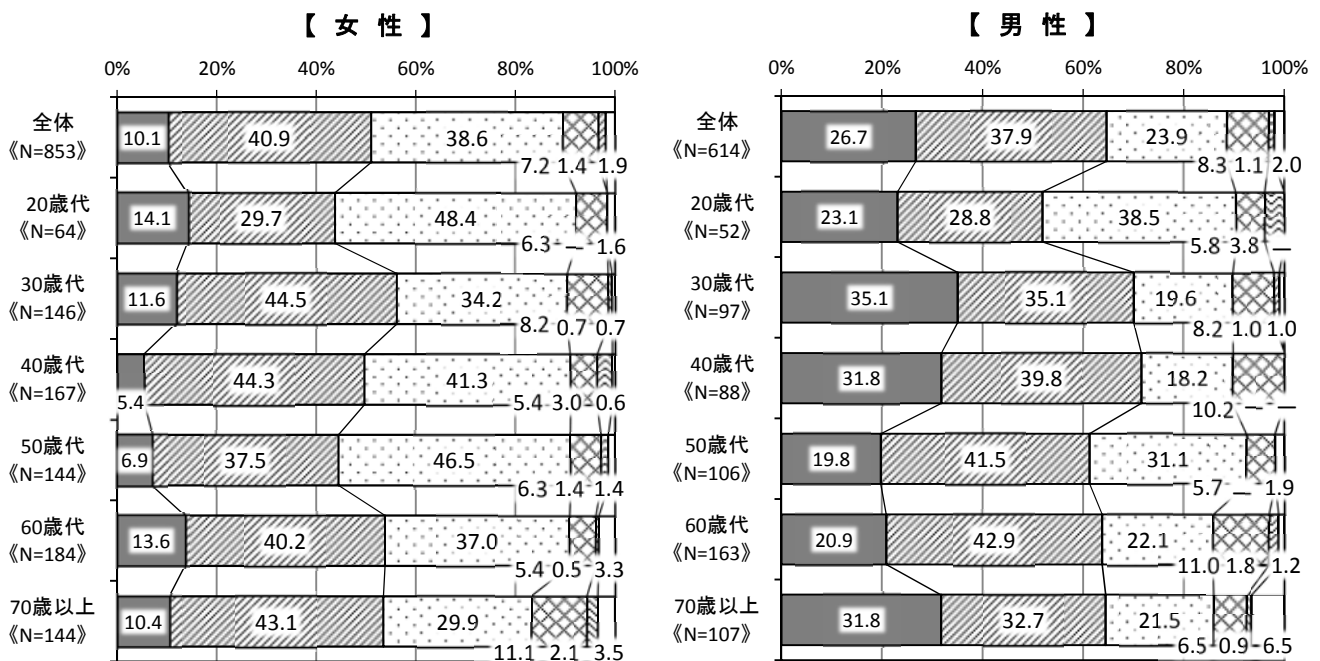 【 女 性 】
0% 20% 40% 60% 80% 100%
全体
《N=853》
10.1 40.9 38.6 7.2 1.4 1.9
20歳代
《N=64》
14.1 29.7 48.4 6.3 ― 1.6
30歳代
《N=146》
11.6 44.5 34.2 8.2 0.7 0.7
40歳代
《N=167》
5.4 44.3 41.3 5.4 3.0 0.6
50歳代
《N=144》
6.9 37.5 46.5 6.3 1.4 1.4
60歳代
《N=184》
13.6 40.2 37.0 5.4 0.5 3.3
70歳以上
《N=144》
10.4 43.1 29.9 11.1 2.1 3.5
【 男 性 】
0% 20% 40% 60% 80% 100%
全体
《N=614》
26.7 37.9 23.9 8.3 1.1 2.0
20歳代
《N=52》
23.1 28.8 38.5 5.8 3.8 ―
30歳代
《N=97》
35.1 35.1 19.6 8.2 1.0 1.0
40歳代
《N=88》
31.8 39.8 18.2 10.2 ― ―
50歳代
《N=106》
19.8 41.5 31.1 5.7 ― 1.9
60歳代
《N=163》
20.9 42.9 22.1 11.0 1.8 1.2
70歳以上
《N=107》
31.8 32.7 21.5 6.5 0.9 6.5